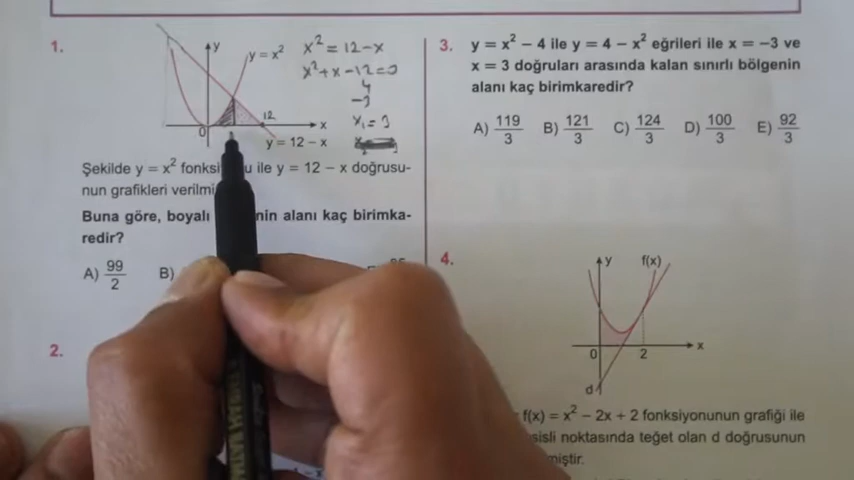 1.
y
y = x²
x² = 12 - x
x² + x - 12 = 0
4
-3
x₁ = 3
12
0
x
y = 12 - x
Şekilde y = x² fonksi u ile y = 12 - x doğrusu-
nun grafikleri verilmi
Buna göre, boyalı nin alanı kaç birimka-
redir?
A) 99/2 B)
2.
3. y = x² - 4 ile y = 4 - x² eğrileri ile x = -3 ve
x = 3 doğruları arasında kalan sınırlı bölgenin
alanı kaç birimkaredir?
A) 119/3 B) 121/3 C) 124/3 D) 100/3 E) 92/3
4.
y
f(x)
0
2
x
d
f(x) = x² - 2x + 2 fonksiyonunun grafiği ile
sisli noktasında teğet olan d doğrusunun
miştir.